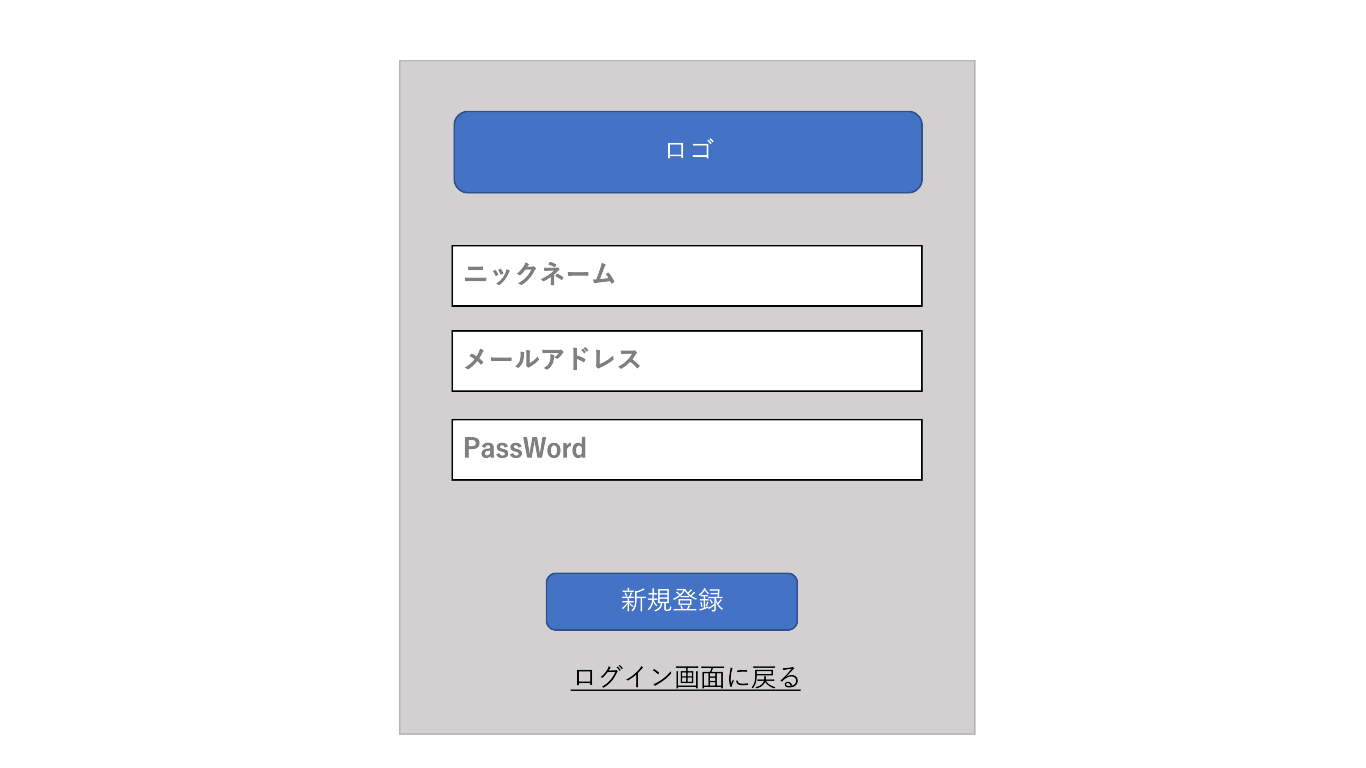 ロゴ
ニックネーム
メールアドレス
PassWord
新規登録
ログイン画面に戻る